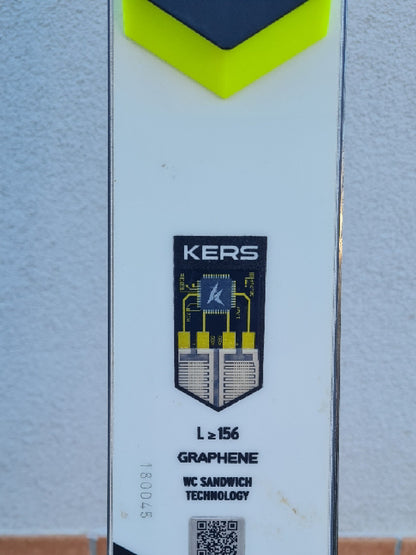 KERS
L ≥ 156
GRAPHENE
WC SANDWICH
TECHNOLOGY
180045